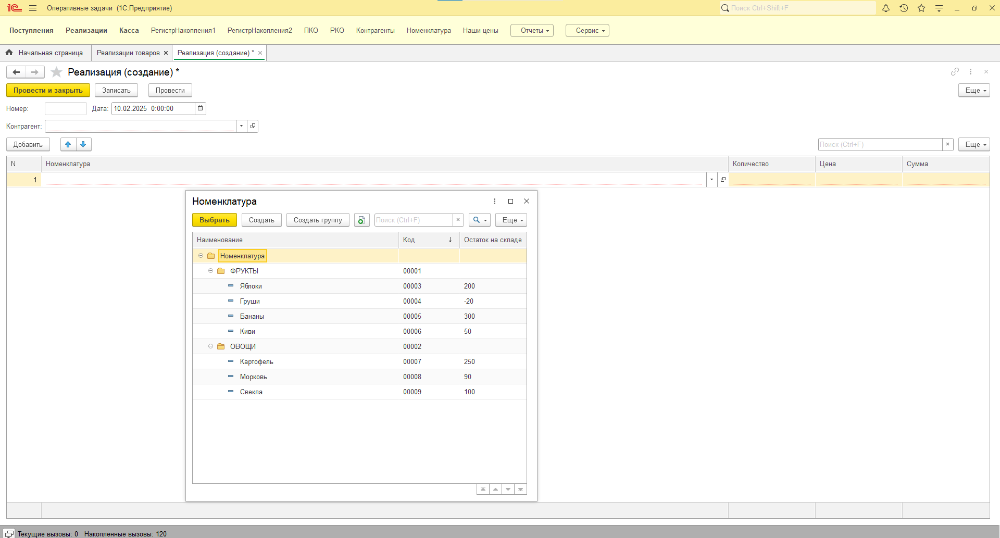 1С Оперативные задачи (1С:Предприятие) Поиск Ctrl+Shift+F
Поступления Реализации Касса РегистрНакопления1 РегистрНакопления2 ПКО РКО Контрагенты Номенклатура Наши цены Отчеты Сервис
Начальная страница Реализации товаров × Реализация (создание) * ×
Реализация (создание) *
Провести и закрыть Записать Провести Еще
Номер: Дата: 10.02.2025 0:00:00
Контрагент:
Добавить Поиск (Ctrl+F) × Еще
N Номенклатура Количество Цена Сумма
1
Номенклатура
Выбрать Создать Создать группу Поиск (Ctrl+F) × Еще
Наименование Код ↓ Остаток на складе
Номенклатура
ФРУКТЫ 00001
Яблоки 00003 200
Груши 00004 -20
Бананы 00005 300
Киви 00006 50
ОВОЩИ 00002
Картофель 00007 250
Морковь 00008 90
Свекла 00009 100
Текущие вызовы: 0 Накопленные вызовы: 120